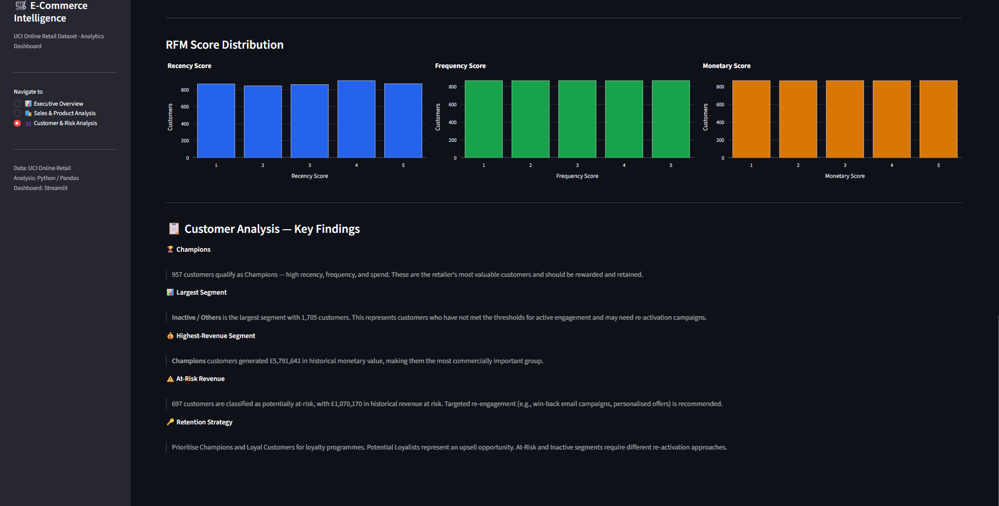 E-Commerce
Intelligence
UCI Online Retail Dataset · Analytics
Dashboard
Navigate to
Executive Overview
Sales & Product Analysis
Customer & Risk Analysis
Data: UCI Online Retail
Analysis: Python / Pandas
Dashboard: Streamlit
RFM Score Distribution
Recency Score
Customers
800
600
400
200
0
1 2 3 4 5
Recency Score
Frequency Score
Customers
800
600
400
200
0
1 2 3 4 5
Frequency Score
Monetary Score
Customers
800
600
400
200
0
1 2 3 4 5
Monetary Score
Customer Analysis — Key Findings
Champions
957 customers qualify as Champions — high recency, frequency, and spend. These are the retailer's most valuable customers and should be rewarded and retained.
Largest Segment
Inactive / Others is the largest segment with 1,705 customers. This represents customers who have not met the thresholds for active engagement and may need re-activation campaigns.
Highest-Revenue Segment
Champions customers generated £5,791,641 in historical monetary value, making them the most commercially important group.
At-Risk Revenue
697 customers are classified as potentially at-risk, with £1,070,170 in historical revenue at risk. Targeted re-engagement (e.g., win-back email campaigns, personalised offers) is recommended.
Retention Strategy
Prioritise Champions and Loyal Customers for loyalty programmes. Potential Loyalists represent an upsell opportunity. At-Risk and Inactive segments require different re-activation approaches.